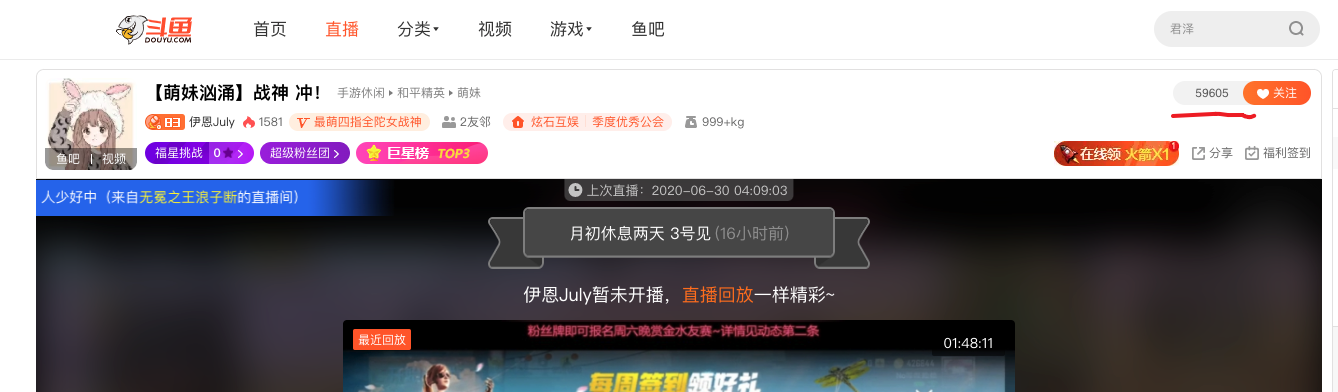 斗鱼 DOUYU.COM 首页 直播 分类 视频 游戏 鱼吧 君泽
【萌妹汹涌】战神 冲! 手游休闲 和平精英 萌妹 59605 关注
83 伊恩July 1581 最萌四指全陀女战神 2友邻 炫石互娱 季度优秀公会 999+kg
鱼吧 | 视频 福星挑战 0 超级粉丝团 巨星榜 TOP3 在线领 火箭X1 1 分享 福利签到
上次直播：2020-06-30 04:09:03
人少好中（来自无冕之王浪子断的直播间）
月初休息两天 3号见 (16小时前)
伊恩July暂未开播，直播回放一样精彩~
粉丝牌即可报名周六晚赏金水友赛~详情见动态第二条
最近回放 01:48:11
每周签到领好礼